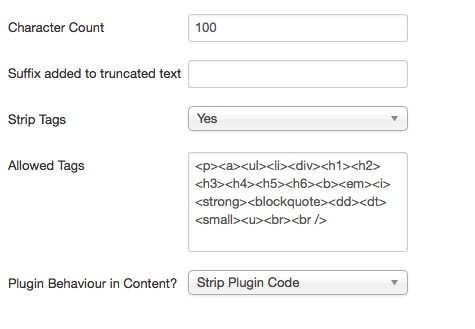 Character Count 100
Suffix added to truncated text
Strip Tags Yes
Allowed Tags <p><a><ul><li><div><h1><h2>
<h3><h4><h5><h6><b><em><i>
<strong><blockquote><dd><dt>
<small><u><br><br />
Plugin Behaviour in Content? Strip Plugin Code